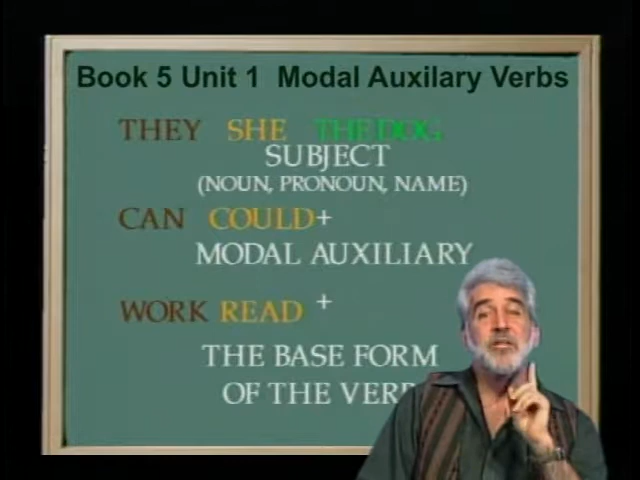 Book 5 Unit 1 Modal Auxilary Verbs
THEY SHE THE DOG
SUBJECT
(NOUN, PRONOUN, NAME)
CAN COULD+
MODAL AUXILIARY
WORK READ +
THE BASE FORM
OF THE VERB